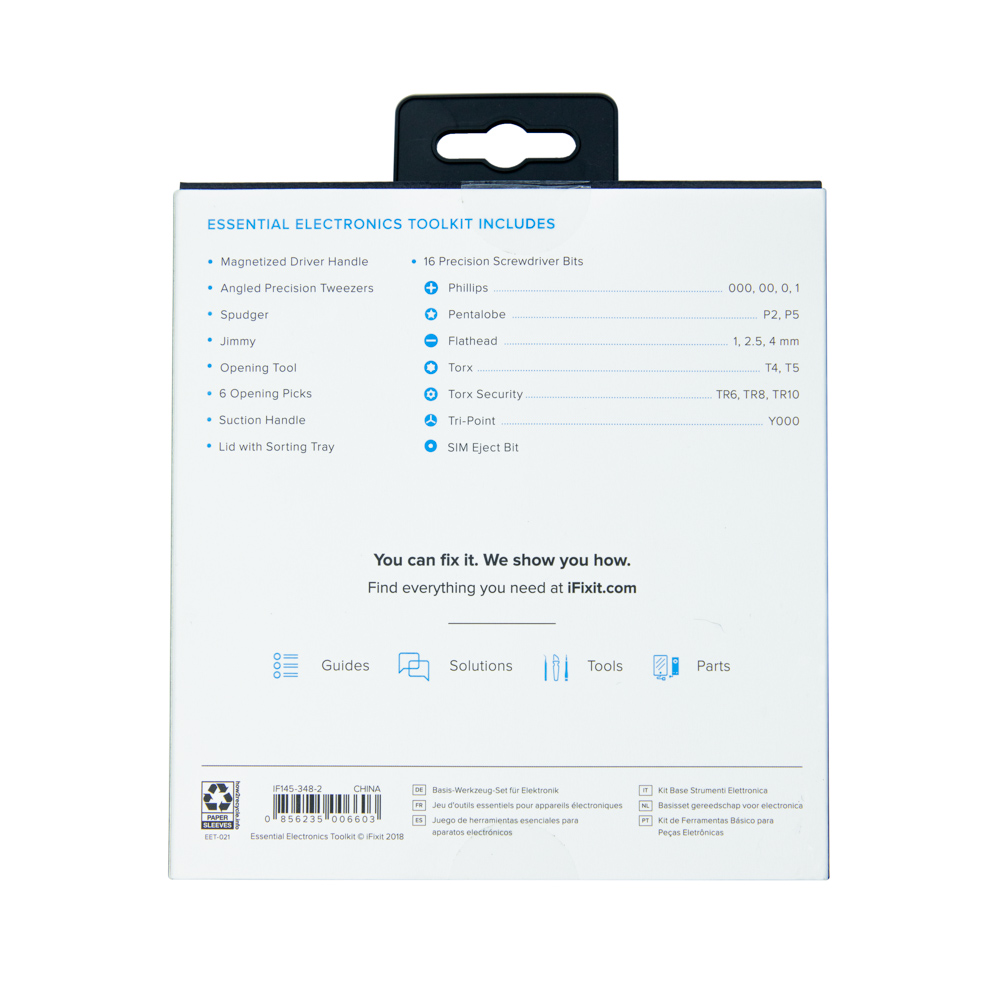 ESSENTIAL ELECTRONICS TOOLKIT INCLUDES
• Magnetized Driver Handle
• Angled Precision Tweezers
• Spudger
• Jimmy
• Opening Tool
• 6 Opening Picks
• Suction Handle
• Lid with Sorting Tray
• 16 Precision Screwdriver Bits
Phillips 000, 00, 0, 1
Pentalobe P2, P5
Flathead 1, 2.5, 4 mm
Torx T4, T5
Torx Security TR6, TR8, TR10
Tri-Point Y000
SIM Eject Bit
You can fix it. We show you how.
Find everything you need at iFixit.com
Guides Solutions Tools Parts
how2recycle.info
PAPER
SLEEVES
EET-021
IF145-348-2 CHINA
0 856235 006603
Essential Electronics Toolkit © iFixit 2018
DE Basis-Werkzeug-Set für Elektronik
FR Jeu d'outils essentiels pour appareils électroniques
ES Juego de herramientas esenciales para
aparatos electrónicos
IT Kit Base Strumenti Elettronica
NL Basisset gereedschap voor electronica
PT Kit de Ferramentas Básico para
Peças Eletrônicas